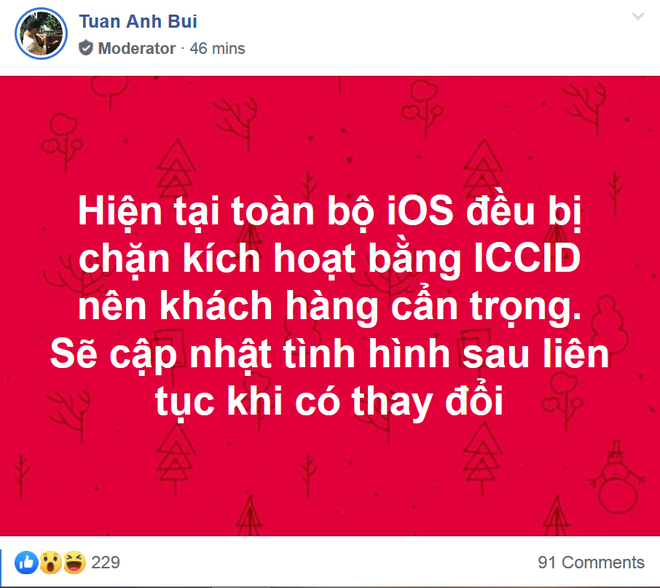 Tuan Anh Bui
Moderator · 46 mins
Hiện tại toàn bộ iOS đều bị
chặn kích hoạt bằng ICCID
nên khách hàng cẩn trọng.
Sẽ cập nhật tình hình sau liên
tục khi có thay đổi
229
91 Comments